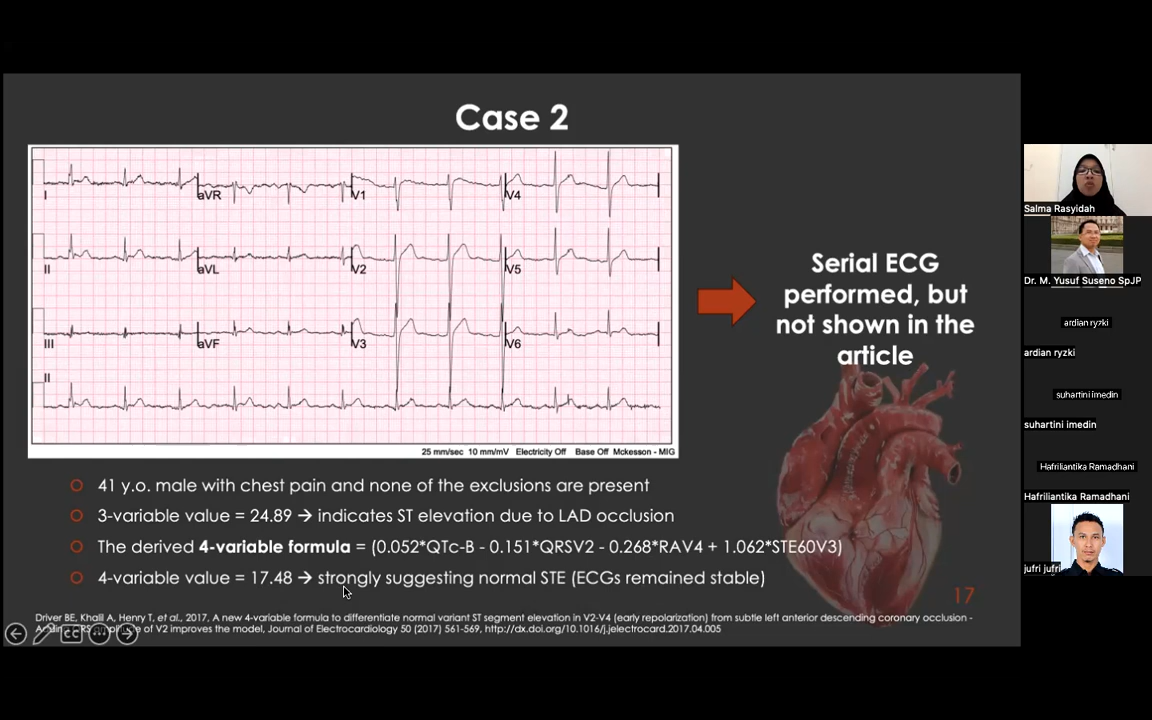 Case 2
I
aVR
V1
V4
II
aVL
V2
V5
III
aVF
V3
V6
II
25 mm/sec 10 mm/mV Electricity Off Base Off Mckesson - MIG
Serial ECG
performed, but
not shown in the
article
41 y.o. male with chest pain and none of the exclusions are present
3-variable value = 24.89 → indicates ST elevation due to LAD occlusion
The derived 4-variable formula = (0.052*QTc-B - 0.151*QRSV2 - 0.268*RAV4 + 1.062*STE60V3)
4-variable value = 17.48 → strongly suggesting normal STE (ECGs remained stable)
17
Driver BE, Khalil A, Henry T, et al., 2017, A new 4-variable formula to differentiate normal variant ST segment elevation in V2-V4 (early repolarization) from subtle left anterior descending coronary occlusion -
of V2 improves the model, Journal of Electrocardiology 50 (2017) 561-569, http://dx.doi.org/10.1016/j.jelectrocard.2017.04.005
CC
Salma Rasyidah
Dr. M. Yusuf Suseno SpJP
ardian ryzki
ardian ryzki
suhartini imedin
suhartini imedin
Hafriliantika Ramadhani
Hafriliantika Ramadhani
jufri jufri